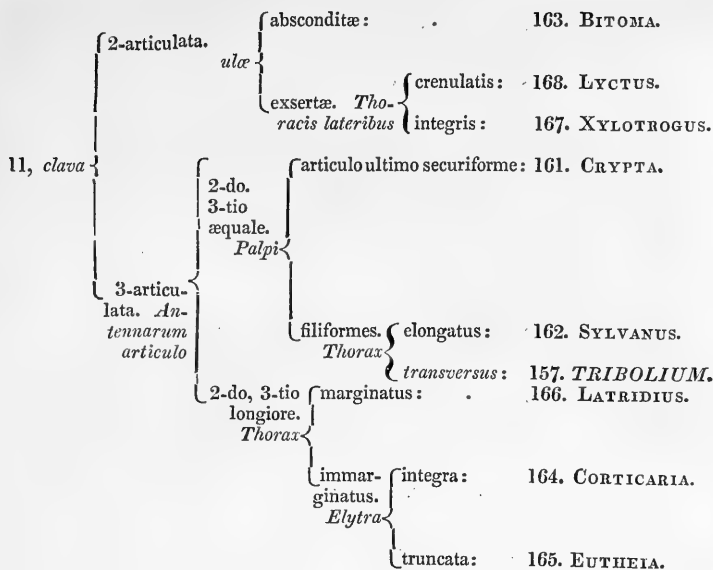 absconditæ: . 163. BITOMA.
2-articulata.
ulæ
exsertæ. Tho- crenulatis: 168. LYCTUS.
racis lateribus integris: 167. XYLOTROGUS.
11, clava
articulo ultimo securiforme: 161. CRYPTA.
2-do.
3-tio
æquale.
Palpi
3-articu-
lata. An-
tennarum
articulo
filiformes. elongatus: 162. SYLVANUS.
Thorax
transversus: 157. TRIBOLIUM.
2-do, 3-tio marginatus: . 166. LATRIDIUS.
longiore.
Thorax
immar- integra: 164. CORTICARIA.
ginatus.
Elytra
truncata: 165. EUTHEIA.